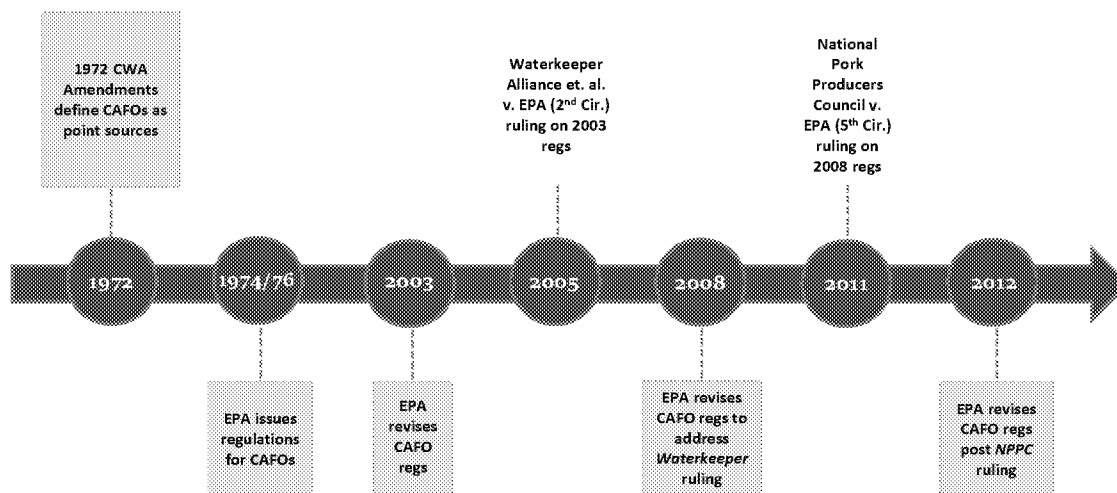 1972 CWA
Amendments
define CAFOs as
point sources
Waterkeeper
Alliance et. al.
v. EPA (2nd Cir.)
ruling on 2003
regs
National
Pork
Producers
Council v.
EPA (5th Cir.)
ruling on
2008 regs
1972
1974/76
2003
2005
2008
2011
2012
EPA issues
regulations
for CAFOs
EPA
revises
CAFO
regs
EPA revises
CAFO regs to
address
Waterkeeper
ruling
EPA revises
CAFO regs
post NPPC
ruling